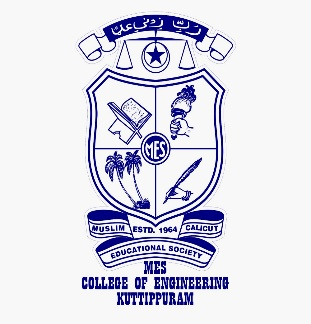 رَبِّ زِدْنِي عِلْمًا
MES
MUSLIM ESTD. 1964 CALICUT
EDUCATIONAL SOCIETY
MES
COLLEGE OF ENGINEERING
KUTTIPPURAM